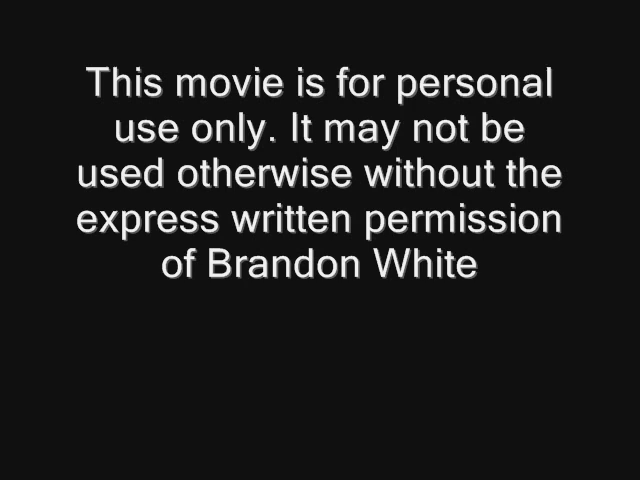 This movie is for personal
use only. It may not be
used otherwise without the
express written permission
of Brandon White